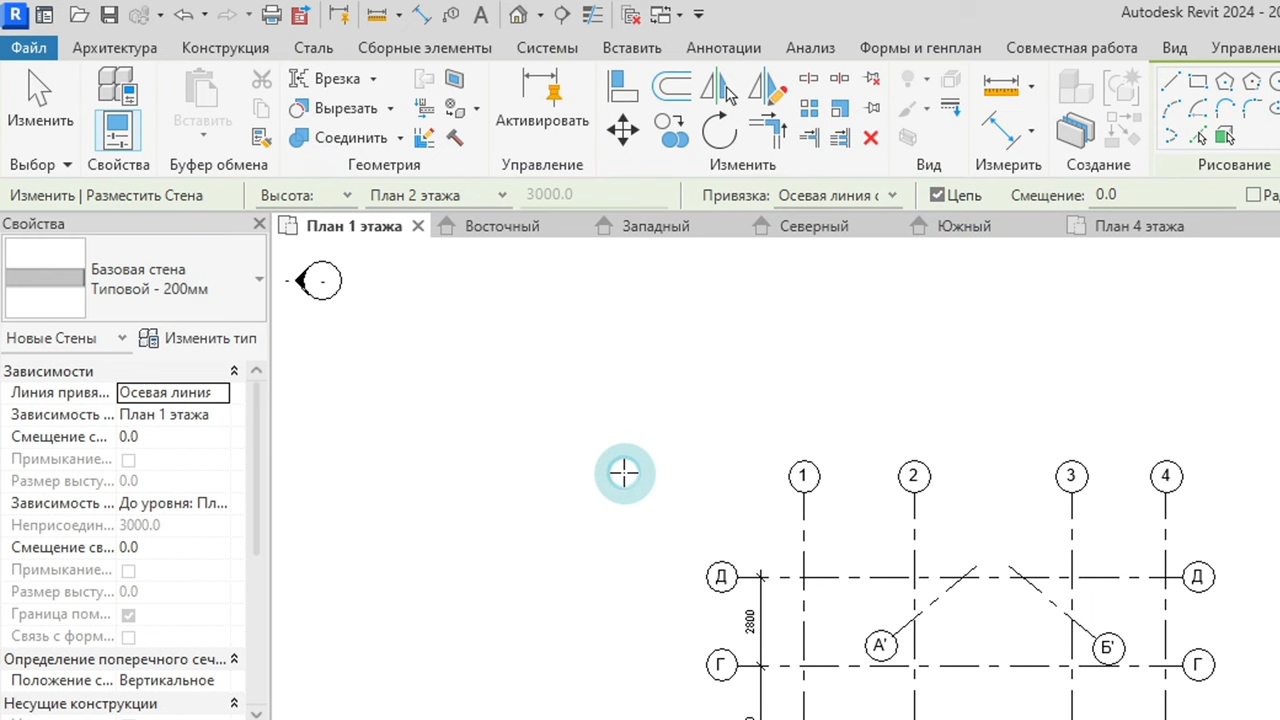 Autodesk Revit 2024 - 20
Файл Архитектура Конструкция Сталь Сборные элементы Системы Вставить Аннотации Анализ Формы и генплан Совместная работа Вид Управлен
Изменить
Вставить
Врезка
Вырезать
Соединить
Активировать
Выбор Свойства Буфер обмена Геометрия Управление Изменить Вид Измерить Создание Рисование
Изменить | Разместить Стена Высота: План 2 этажа 3000.0 Привязка: Осевая линия с Цепь Смещение: 0.0 Ра
Свойства
План 1 этажа Восточный Западный Северный Южный План 4 этажа
Базовая стена
Типовой - 200мм
Новые Стены Изменить тип
Зависимости
Линия привя... Осевая линия
Зависимость ... План 1 этажа
Смещение с... 0.0
Примыкание...
Размер высту... 0.0
Зависимость ... До уровня: Пл...
Неприсоедин... 3000.0
Смещение св... 0.0
Примыкание...
Размер высту... 0.0
Граница пом...
Связь с форм...
Определение поперечного сеч...
Положение с... Вертикальное
Несущие конструкции
- -
1 2 3 4
Д Д
2800
А' Б'
Г Г